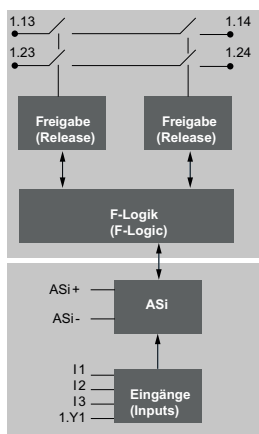 1.13 1.14
1.23 1.24
Freigabe Freigabe
(Release) (Release)
F-Logik
(F-Logic)
ASi+
ASi
ASi-
I1
I2
I3
1.Y1
Eingänge
(Inputs)